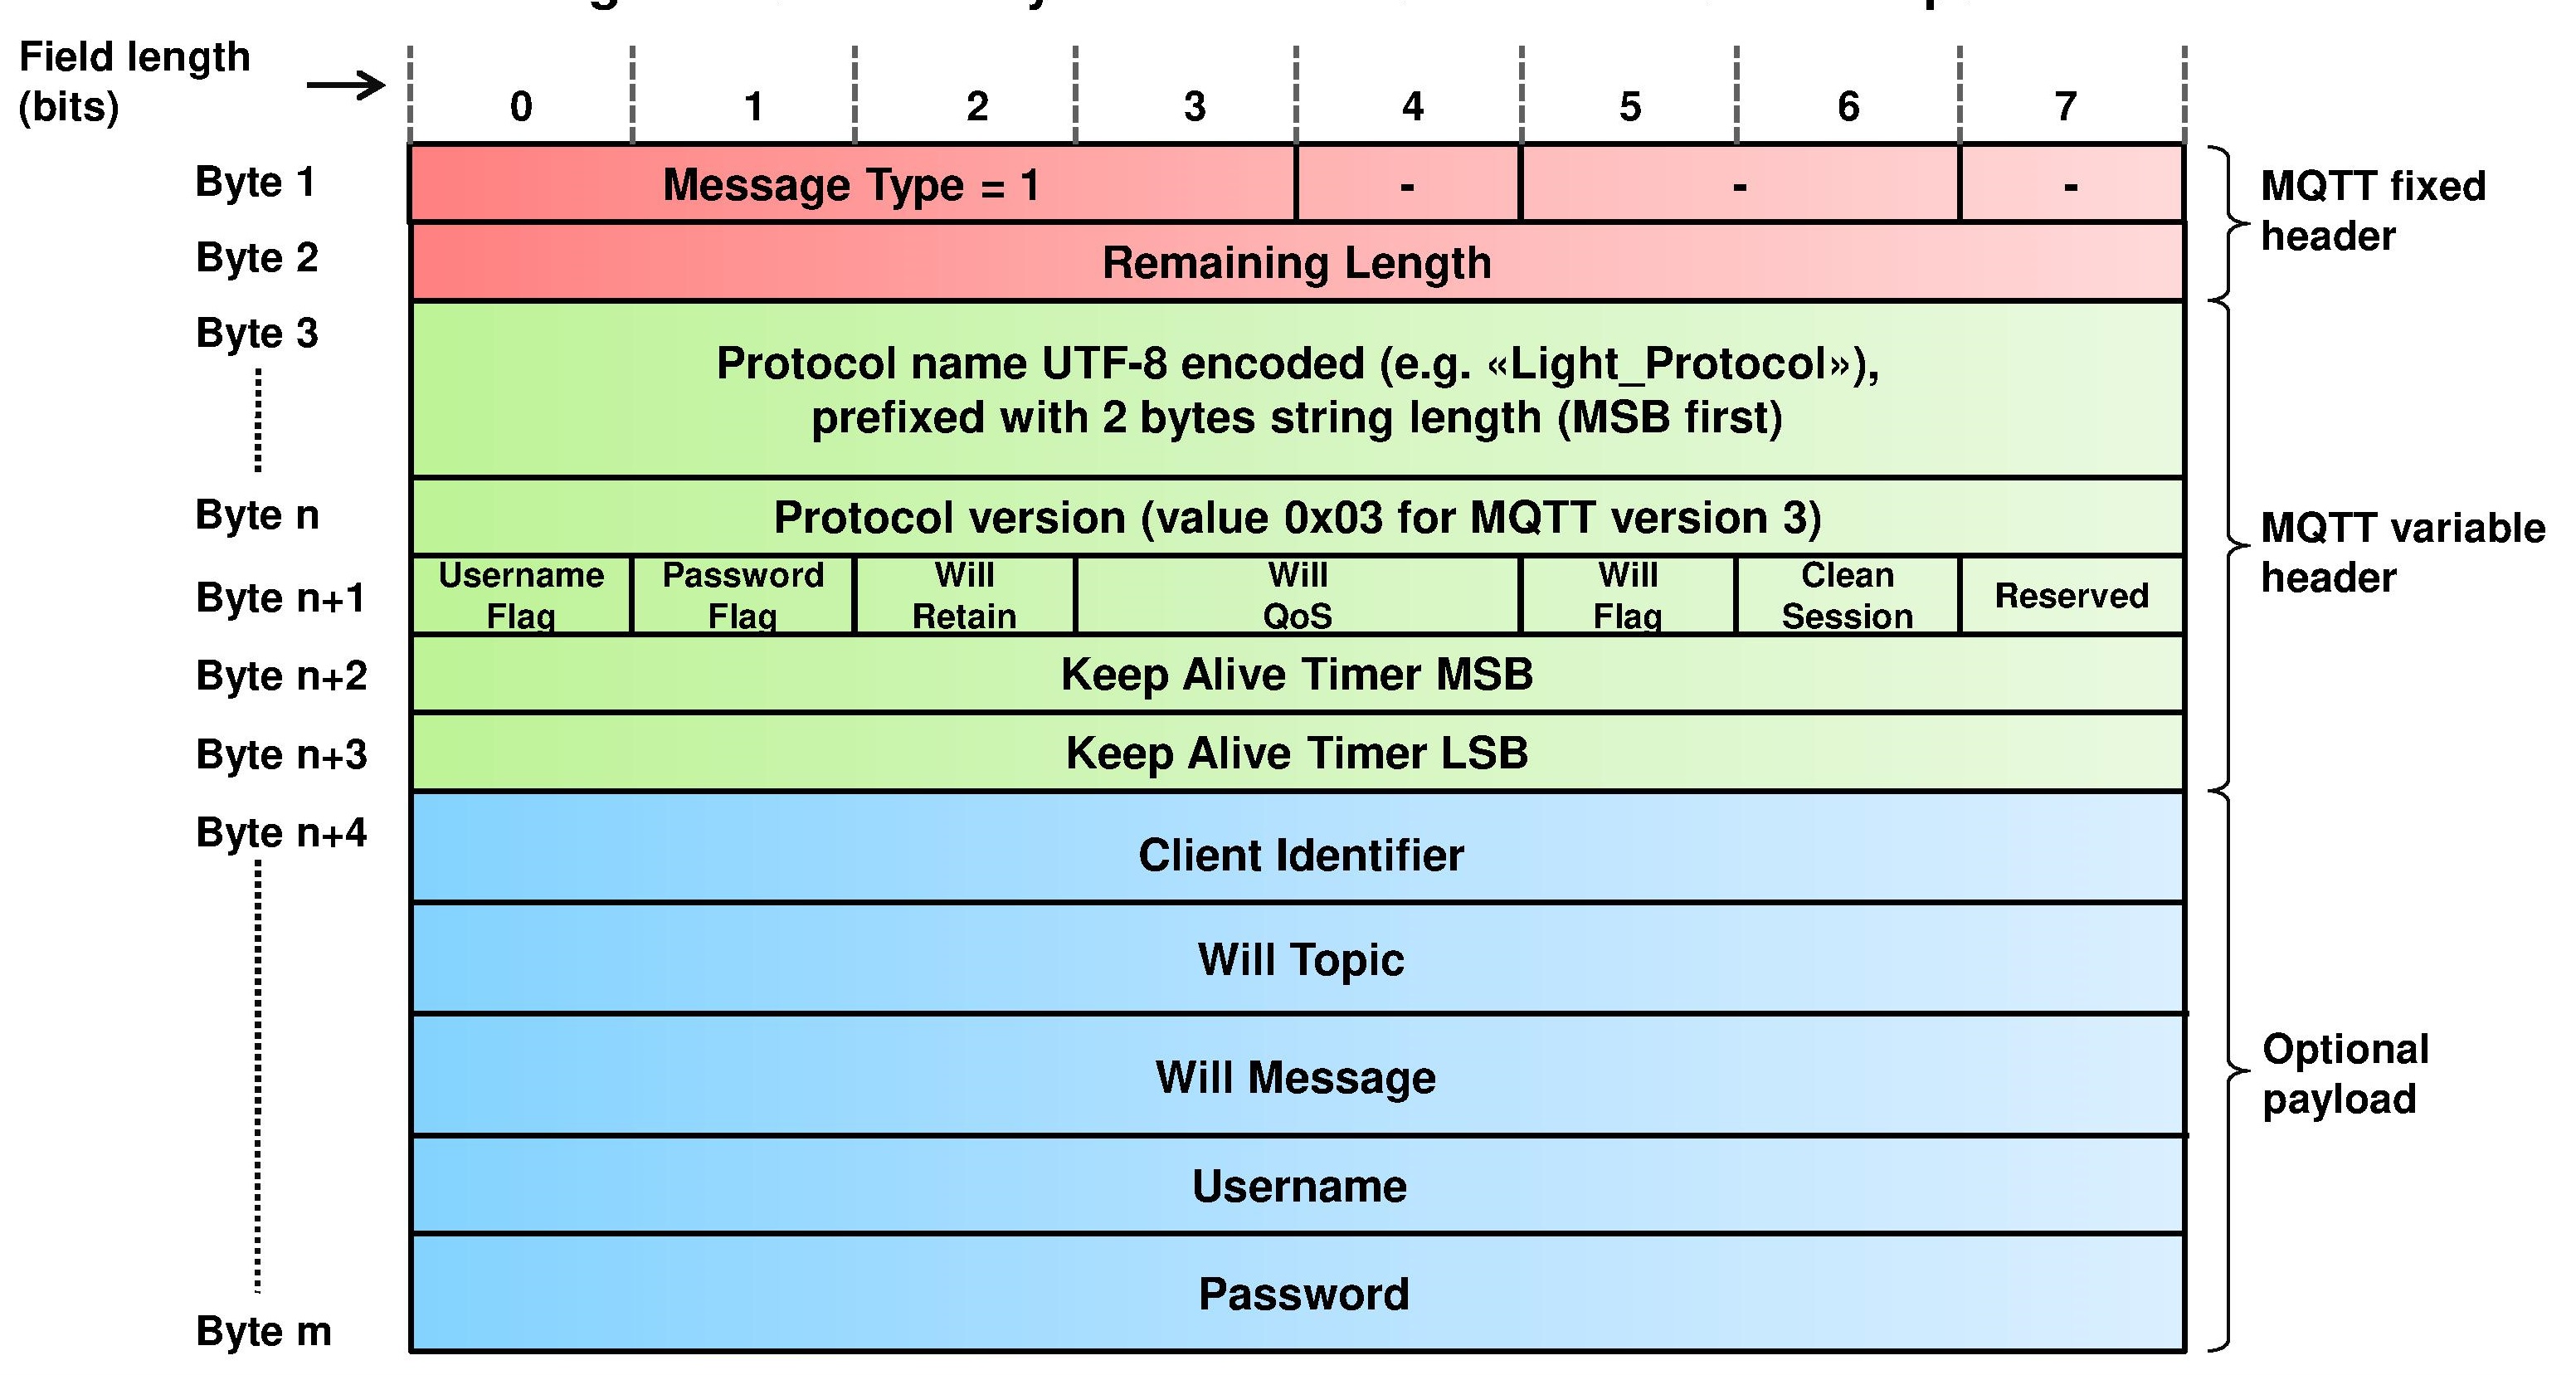 Field length
(bits)
0 1 2 3 4 5 6 7
Byte 1
Message Type = 1 - - -
MQTT fixed
header
Byte 2
Remaining Length
Byte 3
Protocol name UTF-8 encoded (e.g. «Light_Protocol»),
prefixed with 2 bytes string length (MSB first)
Byte n
Protocol version (value 0x03 for MQTT version 3)
MQTT variable
header
Byte n+1
Username
Flag
Password
Flag
Will
Retain
Will
QoS
Will
Flag
Clean
Session
Reserved
Byte n+2
Keep Alive Timer MSB
Byte n+3
Keep Alive Timer LSB
Byte n+4
Client Identifier
Will Topic
Will Message
Optional
payload
Username
Password
Byte m